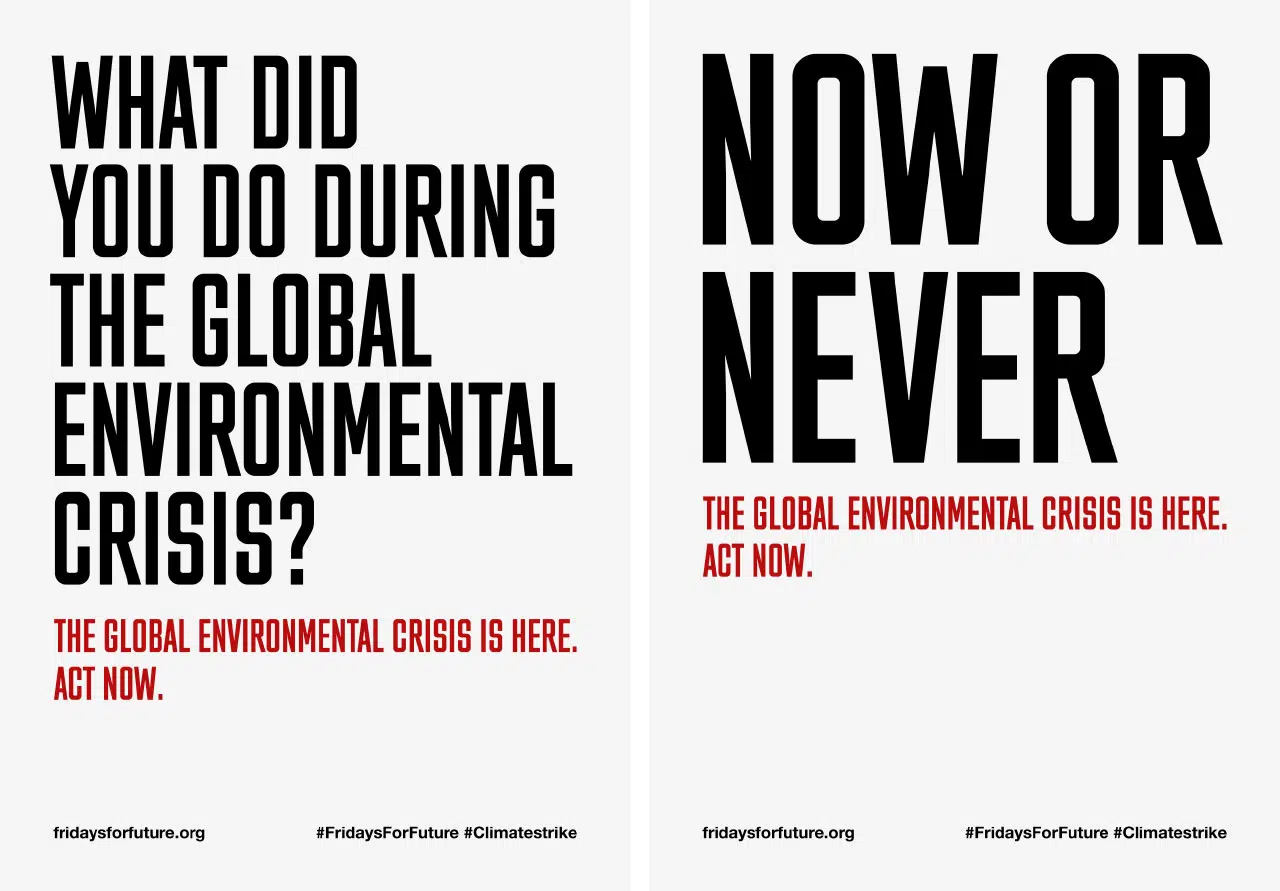 WHAT DID
YOU DO DURING
THE GLOBAL
ENVIRONMENTAL
CRISIS?
THE GLOBAL ENVIRONMENTAL CRISIS IS HERE.
ACT NOW.
fridaysforfuture.org
#FridaysForFuture #Climatestrike
NOW OR
NEVER
THE GLOBAL ENVIRONMENTAL CRISIS IS HERE.
ACT NOW.
fridaysforfuture.org
#FridaysForFuture #Climatestrike